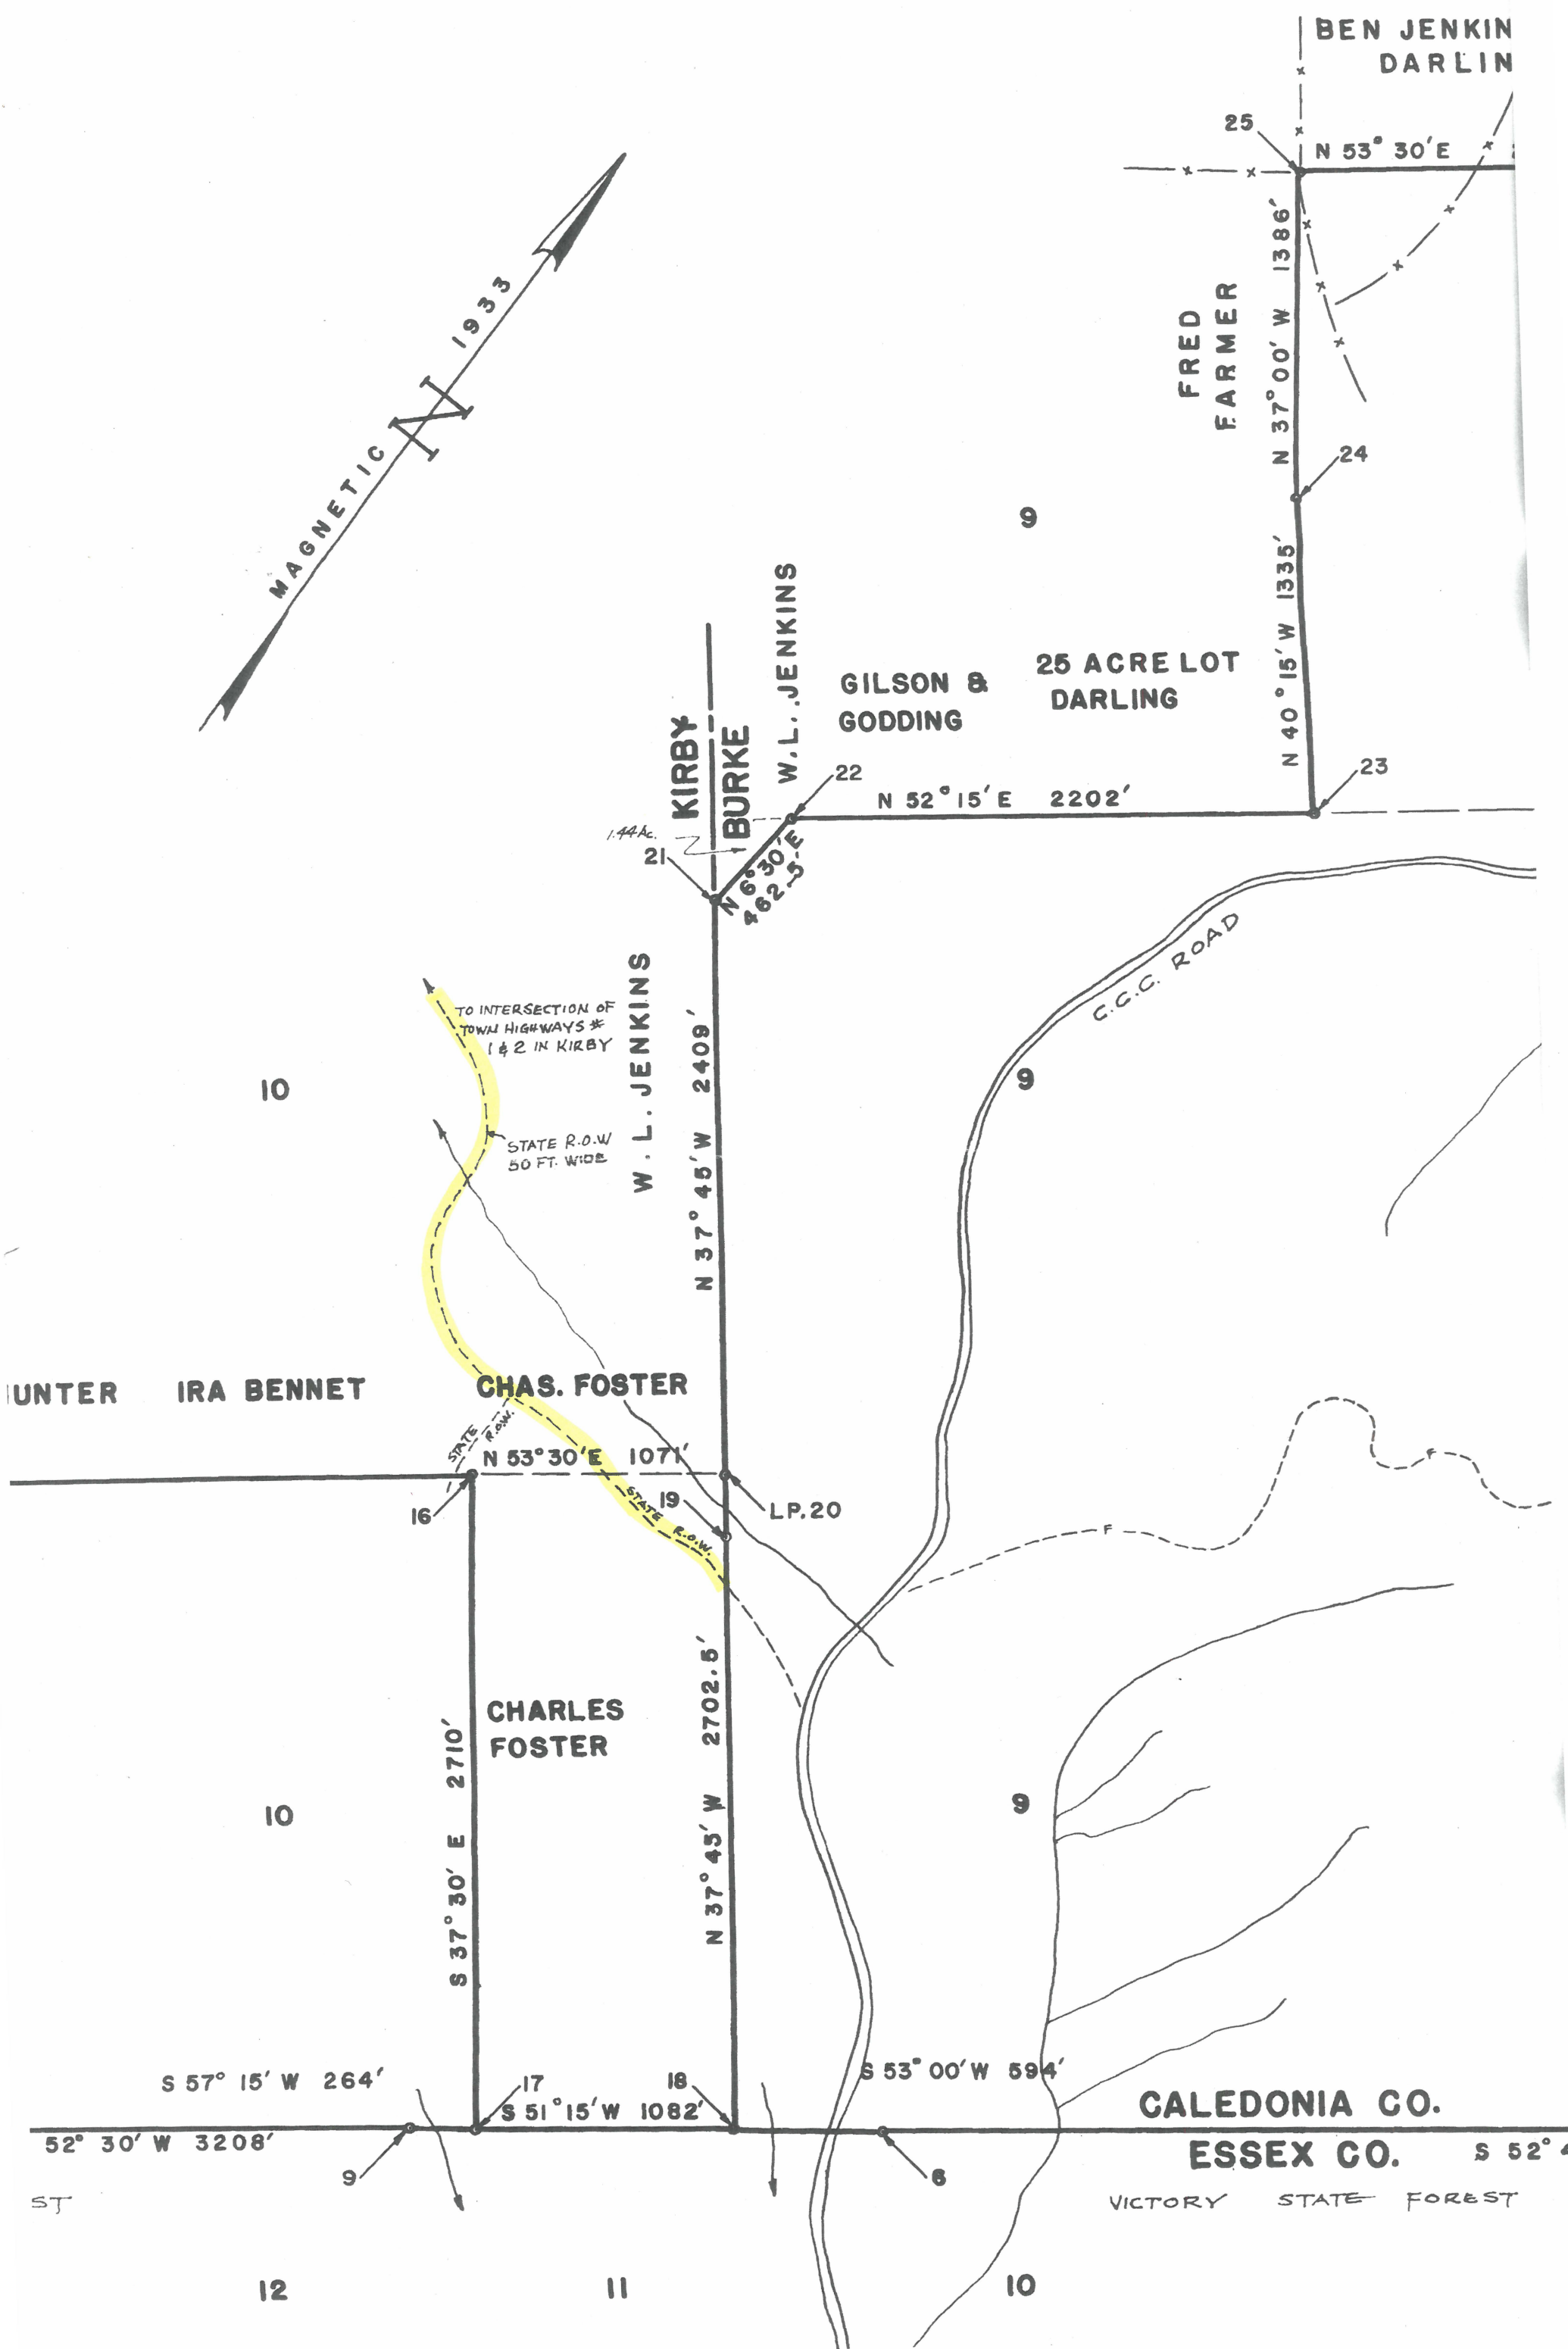 BEN JENKIN
DARLIN
25
N 53° 30' E
N 37° 00' W 1386'
FRED
FARMER
24
MAGNETIC N 1933
9
N 40° 15' W 1335'
W. L. JENKINS
GILSON &
GODDING
25 ACRE LOT
DARLING
KIRBY
BURKE
22
23
N 52° 15' E 2202'
1.44 Ac.
21
N 6° 30' E
462.5
C.C.C. ROAD
TO INTERSECTION OF
TOWN HIGHWAYS #
1 & 2 IN KIRBY
W. L. JENKINS
N 37° 45' W 2409'
10
9
STATE R.O.W
50 FT. WIDE
UNTER
IRA BENNET
CHAS. FOSTER
STATE
R.O.W.
N 53° 30' E 1071'
16
STATE R.O.W.
19
L.P. 20
F
F
CHARLES
FOSTER
S 37° 30' E 2710'
N 37° 45' W 2702.5'
10
9
S 57° 15' W 264'
17
18
S 53° 00' W 594'
S 51° 15' W 1082'
CALEDONIA CO.
52° 30' W 3208'
ESSEX CO.
S 52°
9
6
ST
VICTORY STATE FOREST
12
11
10